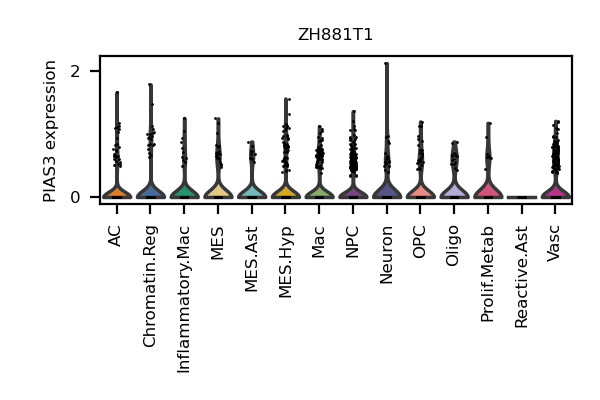 ZH881T1
PIAS3 expression
2
0
AC
Chromatin.Reg
Inflammatory.Mac
MES
MES.Ast
MES.Hyp
Mac
NPC
Neuron
OPC
Oligo
Prolif.Metab
Reactive.Ast
Vasc